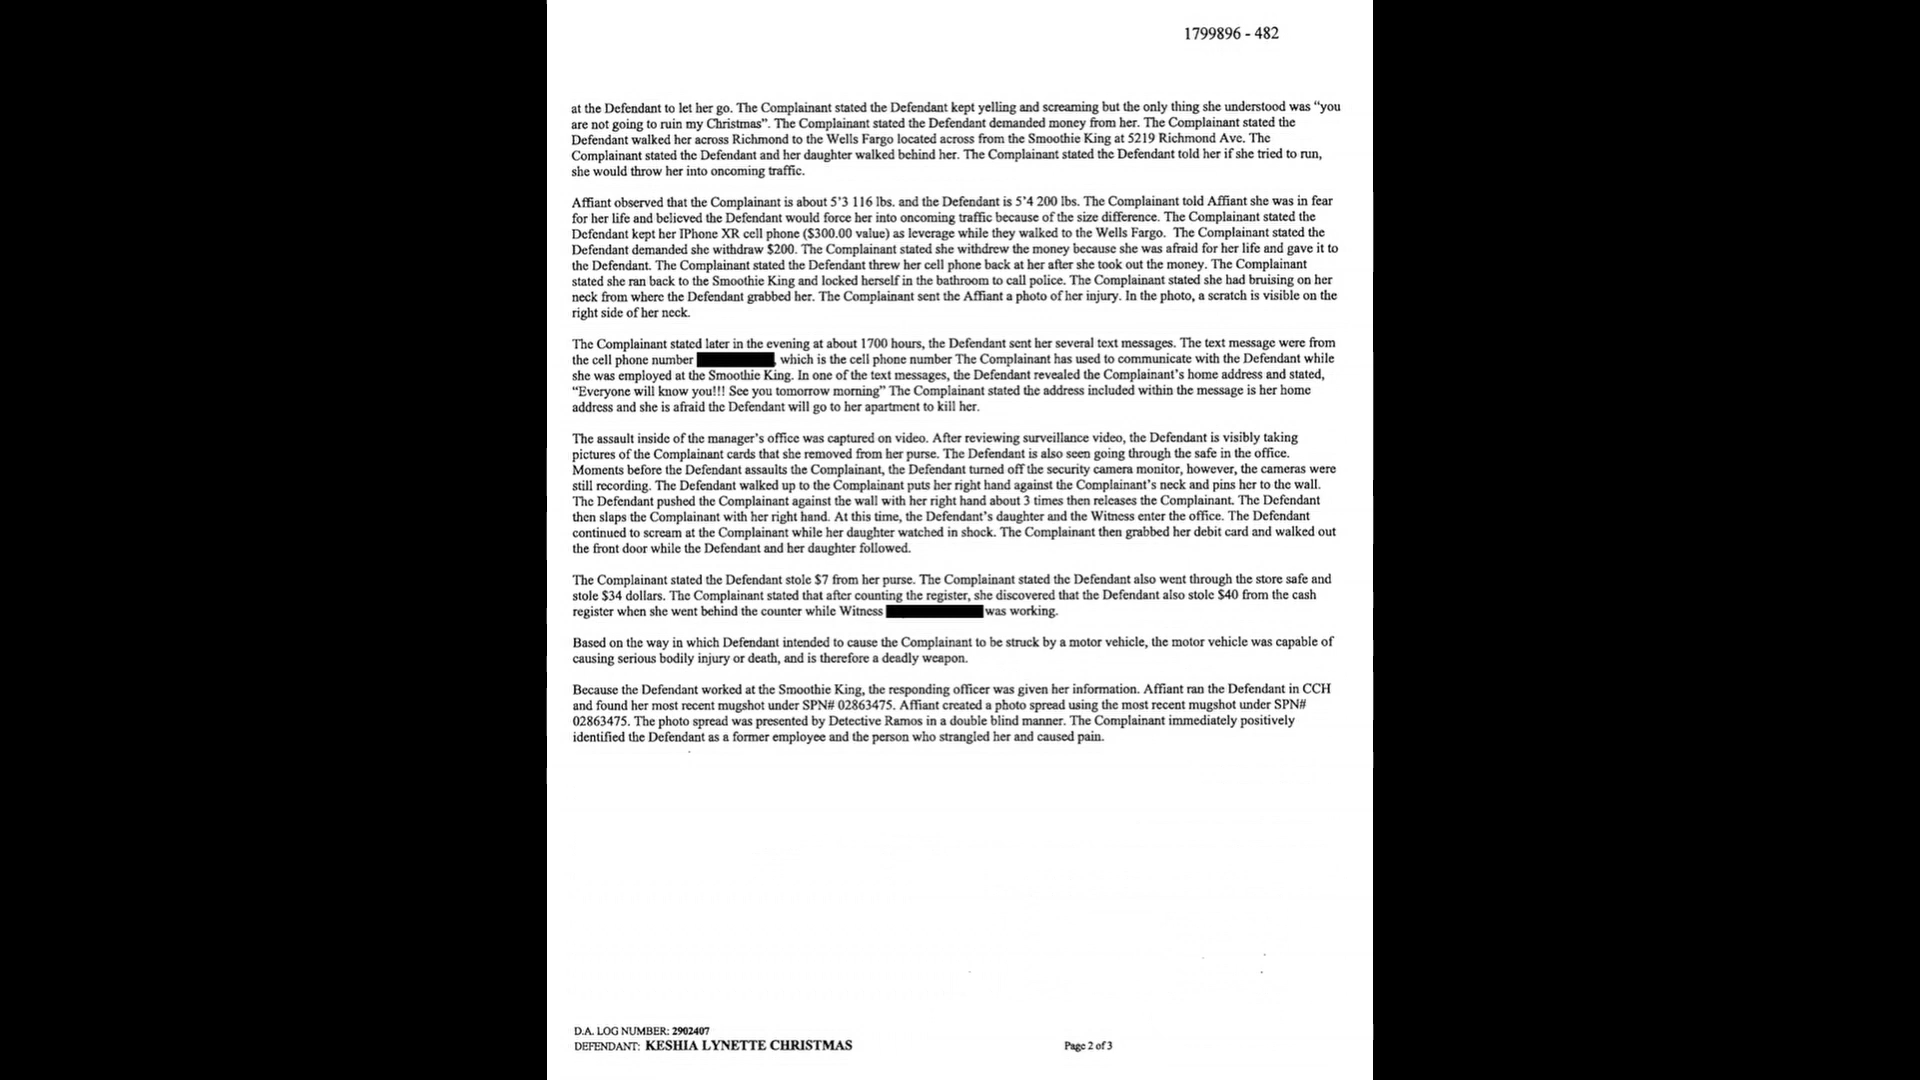 1799896 - 482
at the Defendant to let her go. The Complainant stated the Defendant kept yelling and screaming but the only thing she understood was “you
are not going to ruin my Christmas”. The Complainant stated the Defendant demanded money from her. The Complainant stated the
Defendant walked her across Richmond to the Wells Fargo located across from the Smoothie King at 5219 Richmond Ave. The
Complainant stated the Defendant and her daughter walked behind her. The Complainant stated the Defendant told her if she tried to run,
she would throw her into oncoming traffic.
Affiant observed that the Complainant is about 5’3 116 lbs. and the Defendant is 5’4 200 lbs. The Complainant told Affiant she was in fear
for her life and believed the Defendant would force her into oncoming traffic because of the size difference. The Complainant stated the
Defendant kept her IPhone XR cell phone ($300.00 value) as leverage while they walked to the Wells Fargo. The Complainant stated the
Defendant demanded she withdraw $200. The Complainant stated she withdrew the money because she was afraid for her life and gave it to
the Defendant. The Complainant stated the Defendant threw her cell phone back at her after she took out the money. The Complainant
stated she ran back to the Smoothie King and locked herself in the bathroom to call police. The Complainant stated she had bruising on her
neck from where the Defendant grabbed her. The Complainant sent the Affiant a photo of her injury. In the photo, a scratch is visible on the
right side of her neck.
The Complainant stated later in the evening at about 1700 hours, the Defendant sent her several text messages. The text message were from
the cell phone number , which is the cell phone number The Complainant has used to communicate with the Defendant while
she was employed at the Smoothie King. In one of the text messages, the Defendant revealed the Complainant’s home address and stated,
“Everyone will know you!!! See you tomorrow morning” The Complainant stated the address included within the message is her home
address and she is afraid the Defendant will go to her apartment to kill her.
The assault inside of the manager’s office was captured on video. After reviewing surveillance video, the Defendant is visibly taking
pictures of the Complainant cards that she removed from her purse. The Defendant is also seen going through the safe in the office.
Moments before the Defendant assaults the Complainant, the Defendant turned off the security camera monitor, however, the cameras were
still recording. The Defendant walked up to the Complainant puts her right hand against the Complainant’s neck and pins her to the wall.
The Defendant pushed the Complainant against the wall with her right hand about 3 times then releases the Complainant. The Defendant
then slaps the Complainant with her right hand. At this time, the Defendant’s daughter and the Witness enter the office. The Defendant
continued to scream at the Complainant while her daughter watched in shock. The Complainant then grabbed her debit card and walked out
the front door while the Defendant and her daughter followed.
The Complainant stated the Defendant stole $7 from her purse. The Complainant stated the Defendant also went through the store safe and
stole $34 dollars. The Complainant stated that after counting the register, she discovered that the Defendant also stole $40 from the cash
register when she went behind the counter while Witness was working.
Based on the way in which Defendant intended to cause the Complainant to be struck by a motor vehicle, the motor vehicle was capable of
causing serious bodily injury or death, and is therefore a deadly weapon.
Because the Defendant worked at the Smoothie King, the responding officer was given her information. Affiant ran the Defendant in CCH
and found her most recent mugshot under SPN# 02863475. Affiant created a photo spread using the most recent mugshot under SPN#
02863475. The photo spread was presented by Detective Ramos in a double blind manner. The Complainant immediately positively
identified the Defendant as a former employee and the person who strangled her and caused pain.
D.A. LOG NUMBER: 2902407
DEFENDANT: KESHIA LYNETTE CHRISTMAS
Page 2 of 3